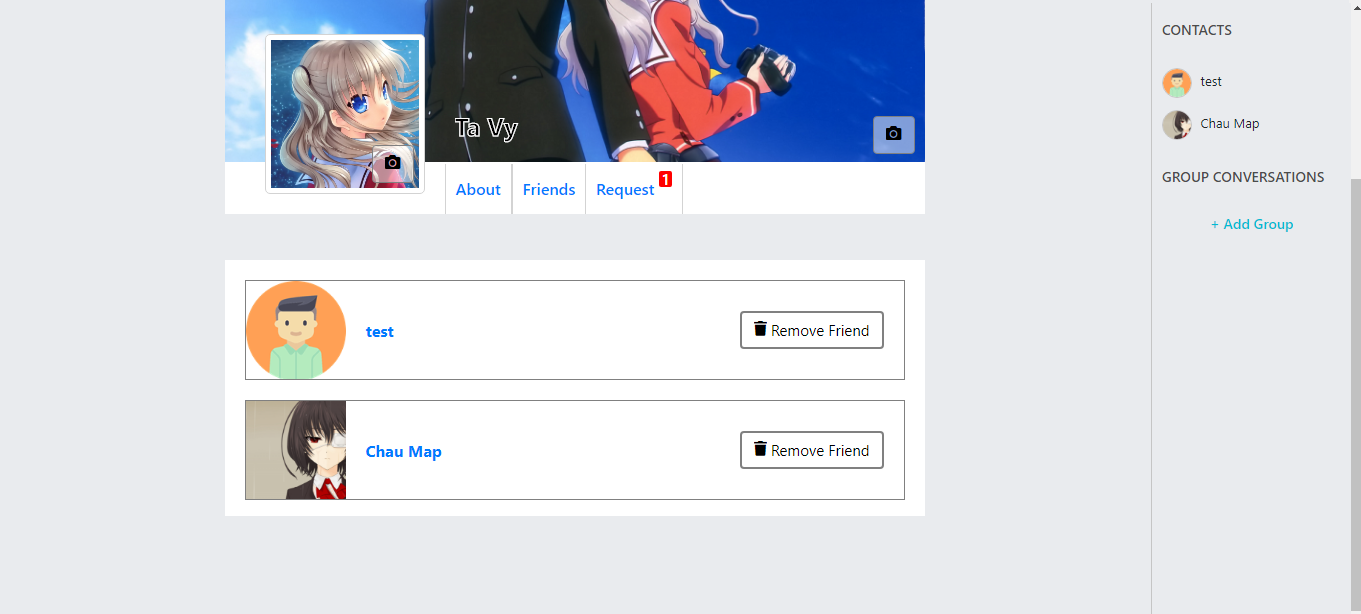 Ta Vy
About
Friends
Request 1
test
Remove Friend
Chau Map
Remove Friend
CONTACTS
test
Chau Map
GROUP CONVERSATIONS
+ Add Group